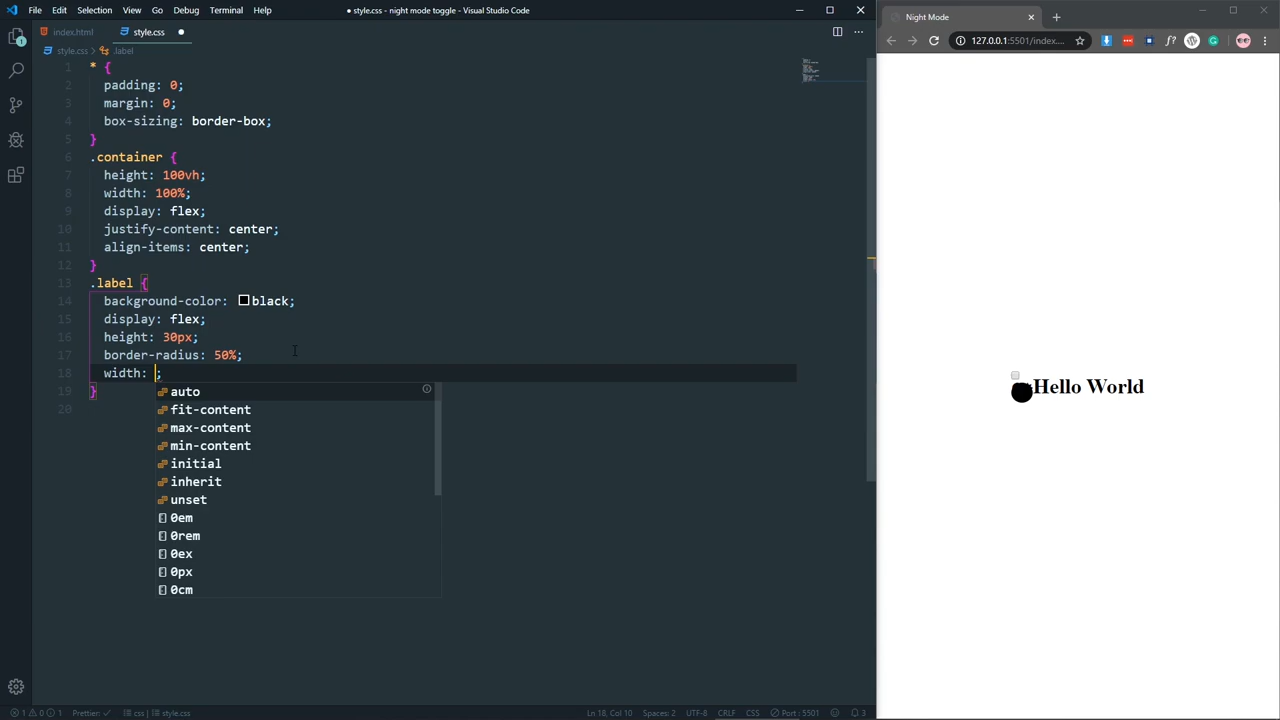 File Edit Selection View Go Debug Terminal Help ● style.css - night mode toggle - Visual Studio Code
index.html style.css ●
style.css > .label
1 * {
2 padding: 0;
3 margin: 0;
4 box-sizing: border-box;
5 }
6 .container {
7 height: 100vh;
8 width: 100%;
9 display: flex;
10 justify-content: center;
11 align-items: center;
12 }
13 .label {
14 background-color: black;
15 display: flex;
16 height: 30px;
17 border-radius: 50%;
18 width: ;
19 }
20
auto
fit-content
max-content
min-content
initial
inherit
unset
0em
0rem
0ex
0px
0cm
1 0 1 Prettier: ✓ css | style.css Ln 18, Col 10 Spaces: 2 UTF-8 CRLF CSS Port : 5501 3
Night Mode
127.0.0.1:5501/index....
f?
Hello World